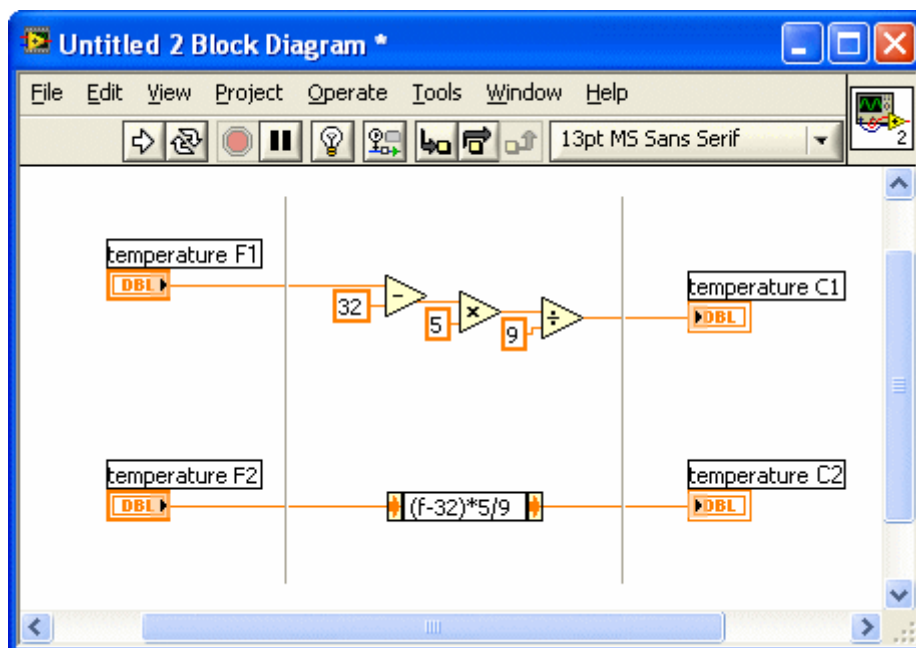 Untitled 2 Block Diagram *
File Edit View Project Operate Tools Window Help
13pt MS Sans Serif
2
temperature F1
DBL
32
-
5
×
9
÷
temperature C1
DBL
temperature F2
DBL
(f-32)*5/9
temperature C2
DBL